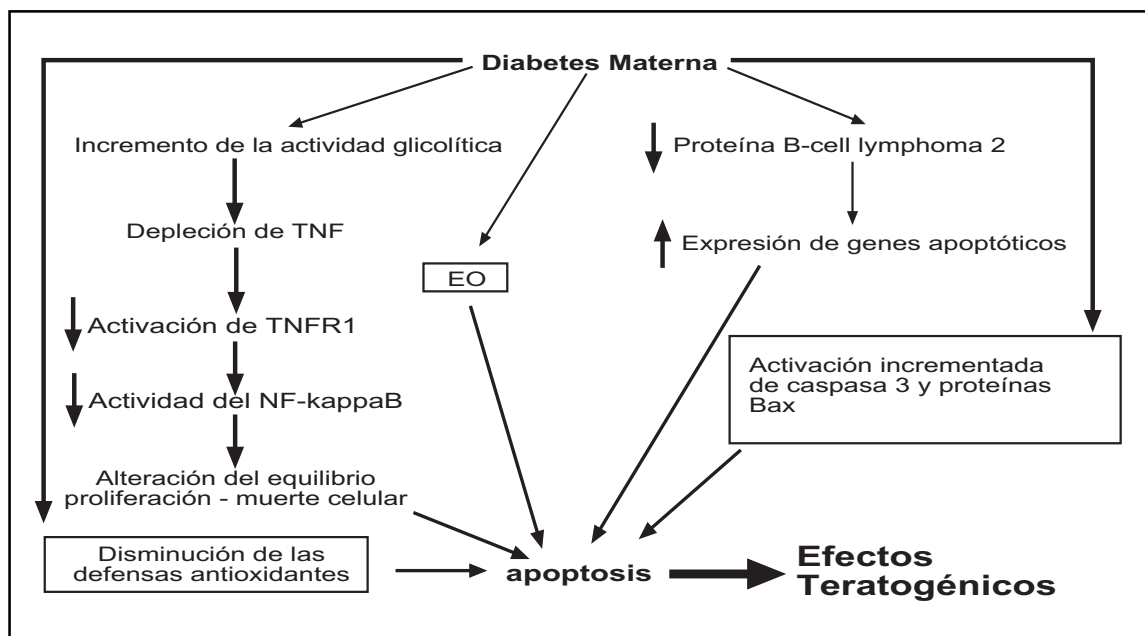 Diabetes Materna
Incremento de la actividad glicolítica
Depleción de TNF
Activación de TNFR1
Actividad del NF-kappaB
Alteración del equilibrio
proliferación - muerte celular
Disminución de las
defensas antioxidantes
EO
Proteína B-cell lymphoma 2
Expresión de genes apoptóticos
Activación incrementada
de caspasa 3 y proteínas
Bax
apoptosis
Efectos
Teratogénicos